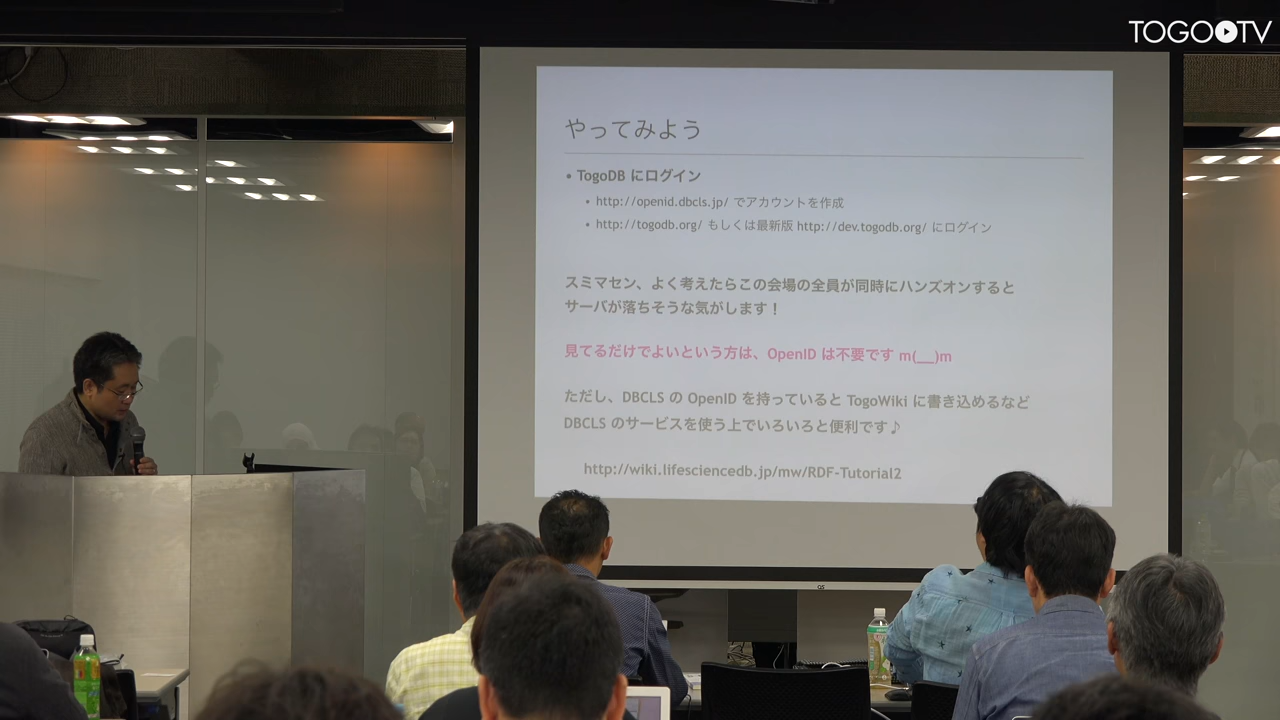 TOGOTV
やってみよう
• TogoDB にログイン
• http://openid.dbcls.jp/ でアカウントを作成
• http://togodb.org/ もしくは最新版 http://dev.togodb.org/ にログイン
スミマセン、よく考えたらこの会場の全員が同時にハンズオンすると
サーバが落ちそうな気がします！
見てるだけでよいという方は、OpenID は不要です m(__)m
ただし、DBCLS の OpenID を持っていると TogoWiki に書き込めるなど
DBCLS のサービスを使う上でいろいろと便利です♪
http://wiki.lifesciencedb.jp/mw/RDF-Tutorial2